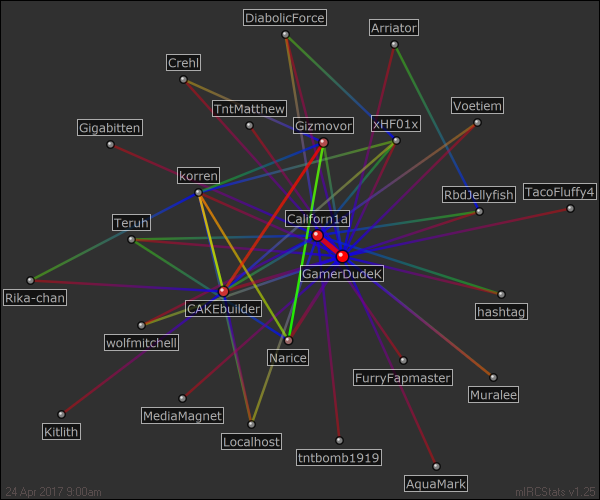 DiabolicForce
Arriator
Crehl
TntMatthew
Voetiem
Gigabitten
Gizmovor
xHF01x
korren
TacoFluffy4
RbdJellyfish
Teruh
Californ1a
GamerDudeK
Rika-chan
CAKEbuilder
hashtag
wolfmitchell
Narice
FurryFapmaster
Muralee
MediaMagnet
Kitlith
Localhost
tntbomb1919
AquaMark
24 Apr 2017 9:00am
mIRCStats v1.25